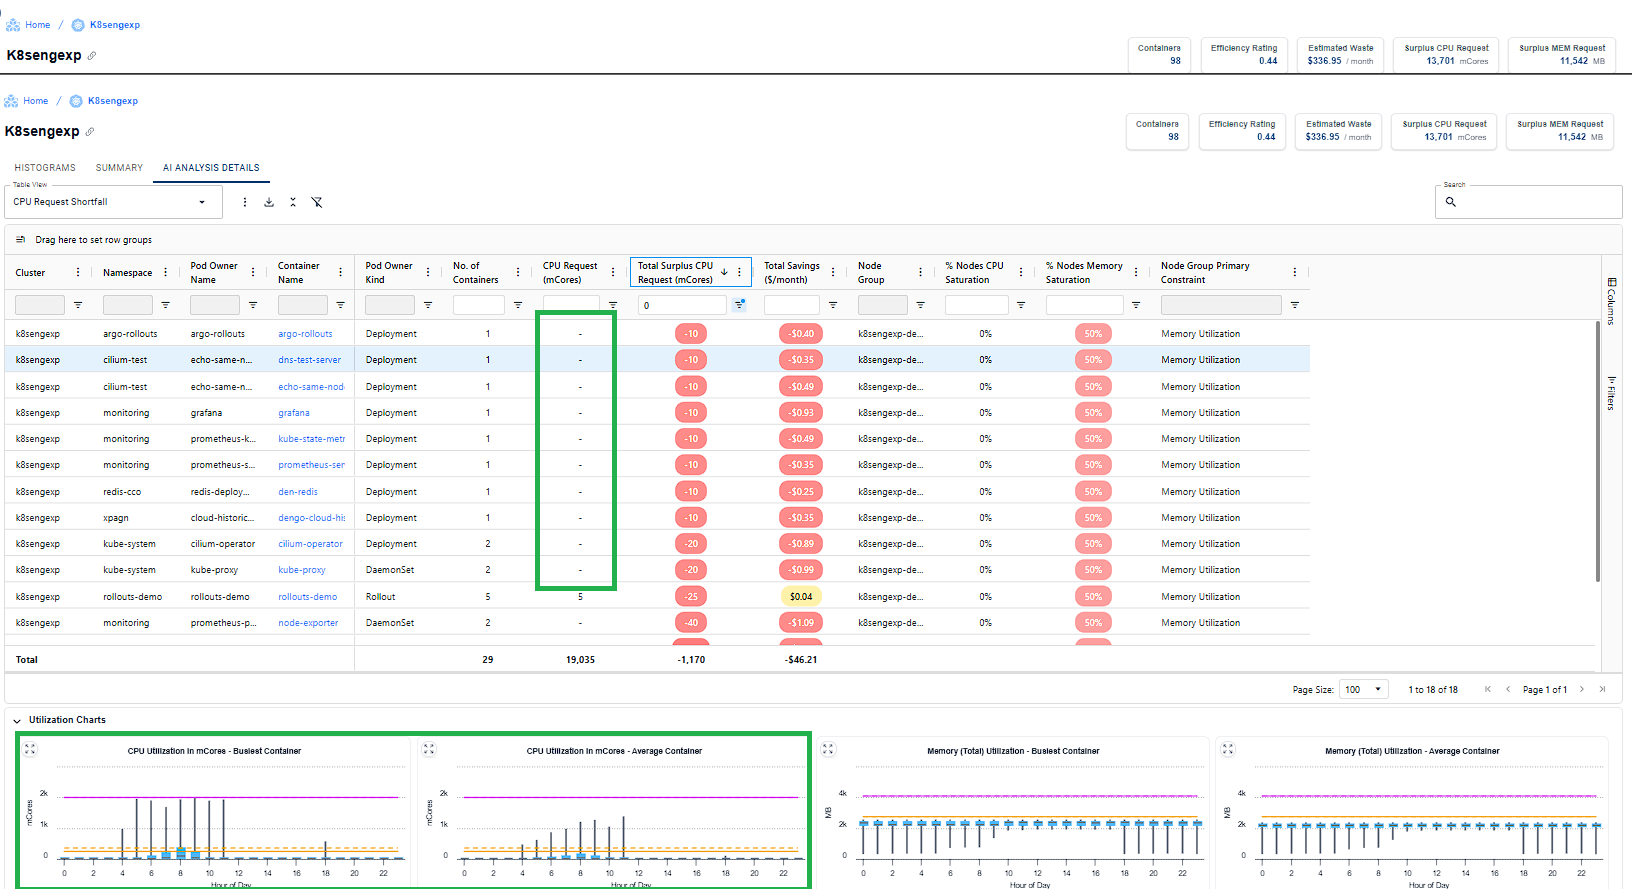 Home / K8sengexp
K8sengexp
Containers 98
Efficiency Rating 0.44
Estimated Waste $336.95 / month
Surplus CPU Request 13,701 mCores
Surplus MEM Request 11,542 MB
Home / K8sengexp
K8sengexp
Containers 98
Efficiency Rating 0.44
Estimated Waste $336.95 / month
Surplus CPU Request 13,701 mCores
Surplus MEM Request 11,542 MB
HISTOGRAMS SUMMARY AI ANALYSIS DETAILS
Table View
CPU Request Shortfall
Search
Drag here to set row groups
Cluster Namespace Pod Owner Name Container Name Pod Owner Kind No. of Containers CPU Request (mCores) Total Surplus CPU Request (mCores) Total Savings ($/month) Node Group % Nodes CPU Saturation % Nodes Memory Saturation Node Group Primary Constraint
0
k8sengexp argo-rollouts argo-rollouts argo-rollouts Deployment 1 - -10 -$0.40 k8sengexp-de... 0% 50% Memory Utilization
k8sengexp cilium-test echo-same-n... dns-test-server Deployment 1 - -10 -$0.35 k8sengexp-de... 0% 50% Memory Utilization
k8sengexp cilium-test echo-same-n... echo-same-nod Deployment 1 - -10 -$0.49 k8sengexp-de... 0% 50% Memory Utilization
k8sengexp monitoring grafana grafana Deployment 1 - -10 -$0.93 k8sengexp-de... 0% 50% Memory Utilization
k8sengexp monitoring prometheus-k... kube-state-metr Deployment 1 - -10 -$0.49 k8sengexp-de... 0% 50% Memory Utilization
k8sengexp monitoring prometheus-s... prometheus-ser Deployment 1 - -10 -$0.35 k8sengexp-de... 0% 50% Memory Utilization
k8sengexp redis-cco redis-deploy... den-redis Deployment 1 - -10 -$0.25 k8sengexp-de... 0% 50% Memory Utilization
k8sengexp xpagn cloud-historic... dengo-cloud-his Deployment 1 - -10 -$0.35 k8sengexp-de... 0% 50% Memory Utilization
k8sengexp kube-system cilium-operator cilium-operator Deployment 2 - -20 -$0.89 k8sengexp-de... 0% 50% Memory Utilization
k8sengexp kube-system kube-proxy kube-proxy DaemonSet 2 - -20 -$0.99 k8sengexp-de... 0% 50% Memory Utilization
k8sengexp rollouts-demo rollouts-demo rollouts-demo Rollout 5 5 -25 $0.04 k8sengexp-de... 0% 50% Memory Utilization
k8sengexp monitoring prometheus-p... node-exporter DaemonSet 2 - -40 -$1.09 k8sengexp-de... 0% 50% Memory Utilization
Total 29 19,035 -1,170 -$46.21
Columns
Filters
Page Size: 100 1 to 18 of 18 Page 1 of 1
Utilization Charts
CPU Utilization in mCores - Busiest Container
mCores
2k
1k
0
0 2 4 6 8 10 12 14 16 18 20 22
Hour of Day
CPU Utilization in mCores - Average Container
mCores
2k
1k
0
0 2 4 6 8 10 12 14 16 18 20 22
Hour of Day
Memory (Total) Utilization - Busiest Container
MB
4k
2k
0
0 2 4 6 8 10 12 14 16 18 20 22
Hour of Day
Memory (Total) Utilization - Average Container
MB
4k
2k
0
0 2 4 6 8 10 12 14 16 18 20 22
Hour of Day